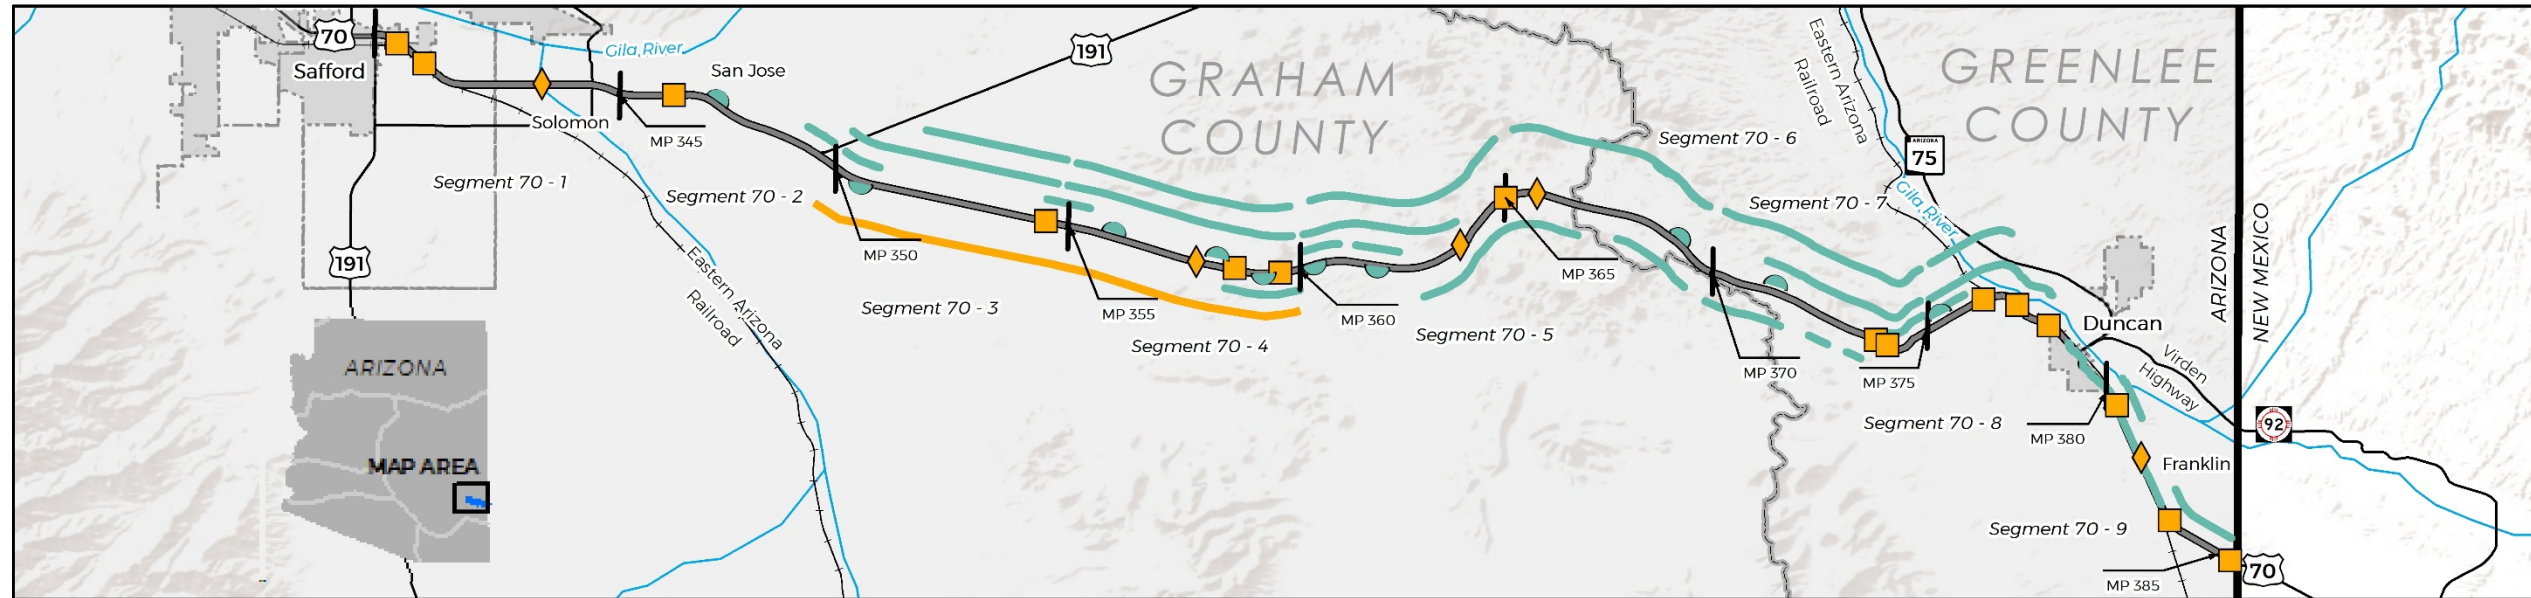 70
Safford
Gila River
San Jose
191
GRAHAM
COUNTY
Eastern Arizona
Railroad
GREENLEE
COUNTY
Solomon
MP 345
Segment 70 - 6
ARIZONA
75
Segment 70 - 1
Segment 70 - 2
Segment 70 - 7
Gila River
191
Eastern Arizona
Railroad
MP 350
MP 365
ARIZONA
NEW MEXICO
Segment 70 - 3
MP 355
MP 360
Segment 70 - 4
Segment 70 - 5
Duncan
Virden
Highway
ARIZONA
MP 370
MP 375
Segment 70 - 8
MP 380
92
MAP AREA
Franklin
Segment 70 - 9
MP 385
70